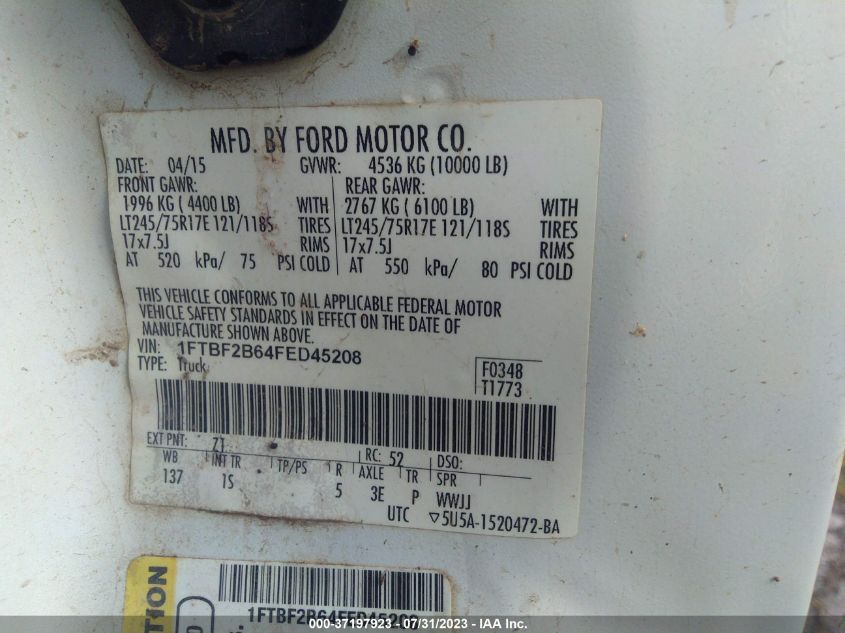 MFD. BY FORD MOTOR CO.
DATE: 04/15 GVWR: 4536 KG (10000 LB)
FRONT GAWR: REAR GAWR:
1996 KG ( 4400 LB) WITH 2767 KG ( 6100 LB) WITH
LT245/75R17E 121/118S TIRES LT245/75R17E 121/118S TIRES
17x7.5J RIMS 17x7.5J RIMS
AT 520 kPa/ 75 PSI COLD AT 550 kPa/ 80 PSI COLD
THIS VEHICLE CONFORMS TO ALL APPLICABLE FEDERAL MOTOR
VEHICLE SAFETY STANDARDS IN EFFECT ON THE DATE OF
MANUFACTURE SHOWN ABOVE.
VIN: 1FTBF2B64FED45208
TYPE: Truck
F0348
T1773
EXT PNT: Z1 RC: 52 DSO:
WB INT TR TP/PS R AXLE TR SPR
137 1S 5 3E P WWJJ
UTC ▽5U5A-1520472-BA
1FTBF2B64FED45208
000-37197923 - 07/31/2023 - IAA Inc.